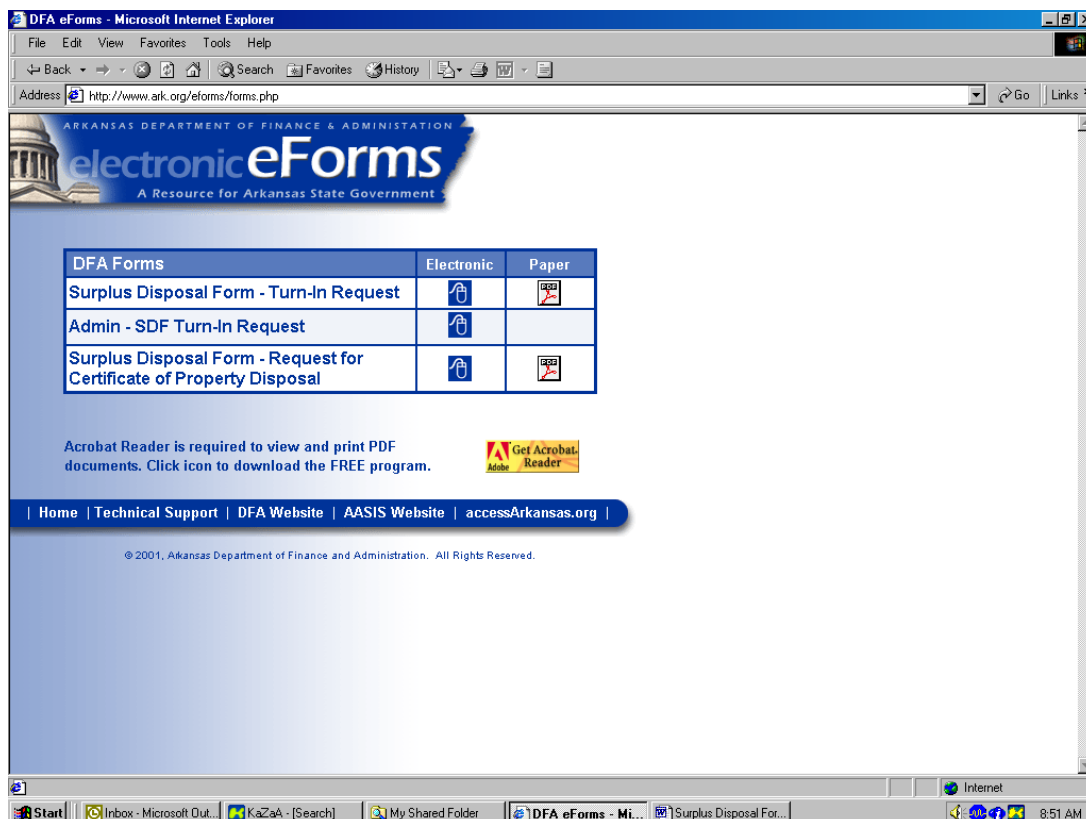 DFA eForms - Microsoft Internet Explorer
File Edit View Favorites Tools Help
Back Search Favorites History
Address http://www.ark.org/eforms/forms.php Go Links
ARKANSAS DEPARTMENT OF FINANCE & ADMINISTATION
electronic eForms
A Resource for Arkansas State Government
DFA Forms Electronic Paper
Surplus Disposal Form - Turn-In Request PDF
Admin - SDF Turn-In Request
Surplus Disposal Form - Request for
Certificate of Property Disposal PDF
Acrobat Reader is required to view and print PDF
documents. Click icon to download the FREE program.
Get Acrobat
Adobe Reader
| Home | Technical Support | DFA Website | AASIS Website | accessArkansas.org |
© 2001, Arkansas Department of Finance and Administration. All Rights Reserved.
Internet
Start Inbox - Microsoft Out... KaZaA - [Search] My Shared Folder DFA eForms - Mi... Surplus Disposal For... 8:51 AM